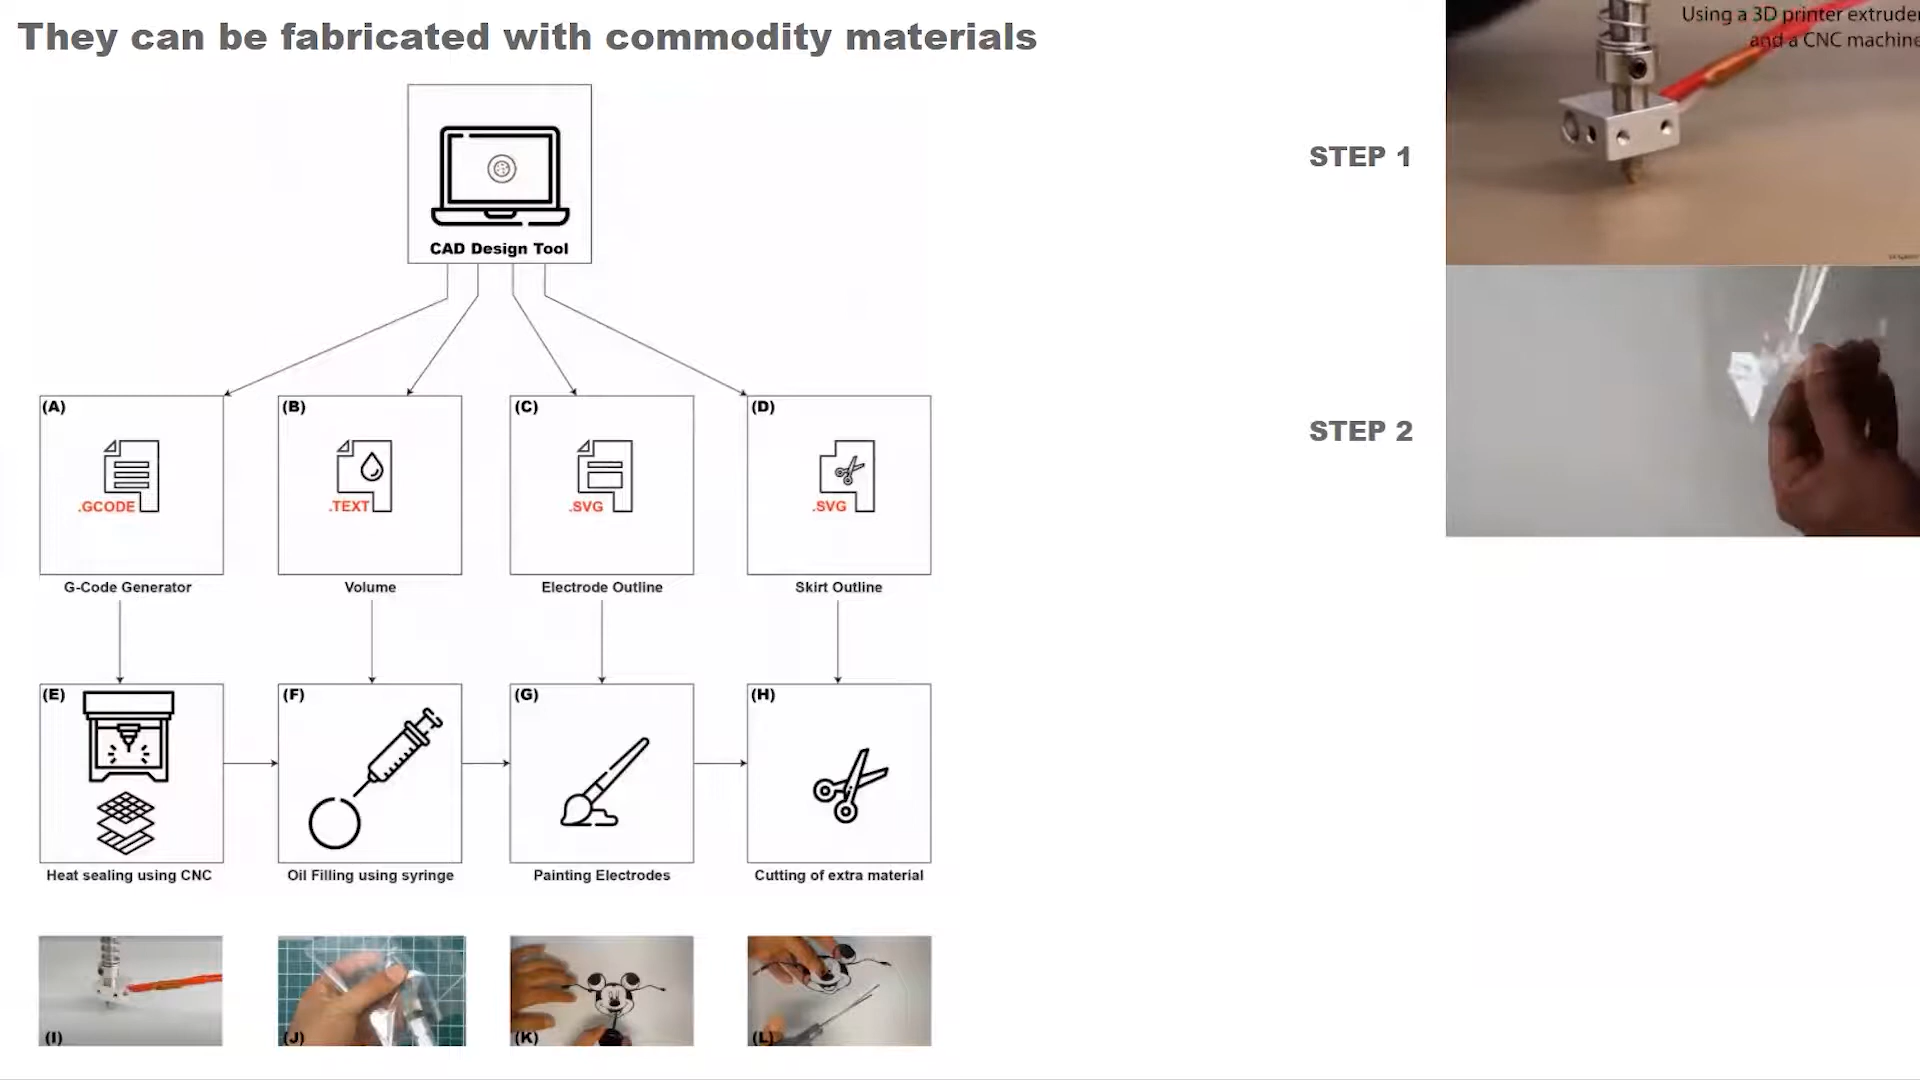 They can be fabricated with commodity materials
CAD Design Tool
(A)
.GCODE
G-Code Generator
(B)
.TEXT
Volume
(C)
.SVG
Electrode Outline
(D)
.SVG
Skirt Outline
(E)
Heat sealing using CNC
(F)
Oil Filling using syringe
(G)
Painting Electrodes
(H)
Cutting of extra material
(I)
(J)
(K)
(L)
STEP 1
Using a 3D printer extruder
and a CNC machine
STEP 2